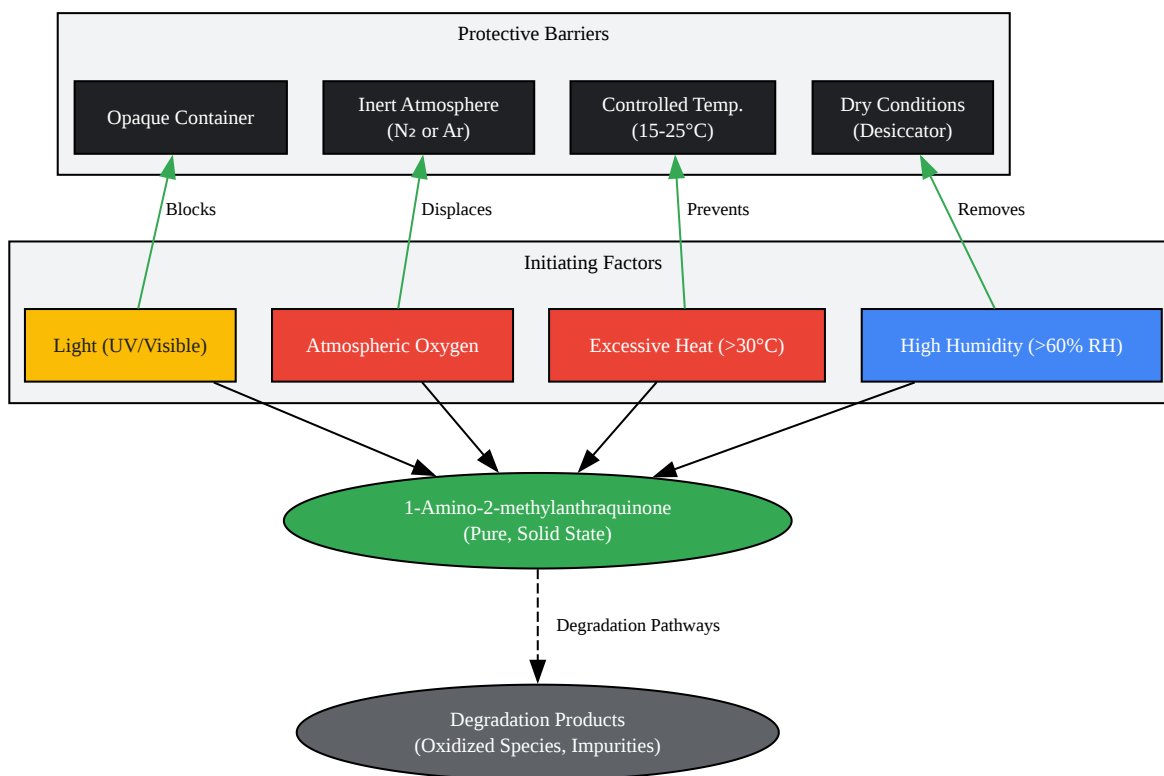 Protective Barriers
Opaque Container
Inert Atmosphere
(N₂ or Ar)
Controlled Temp.
(15-25°C)
Dry Conditions
(Desiccator)
Blocks
Displaces
Prevents
Removes
Initiating Factors
Light (UV/Visible)
Atmospheric Oxygen
Excessive Heat (>30°C)
High Humidity (>60% RH)
1-Amino-2-methylanthraquinone
(Pure, Solid State)
Degradation Pathways
Degradation Products
(Oxidized Species, Impurities)